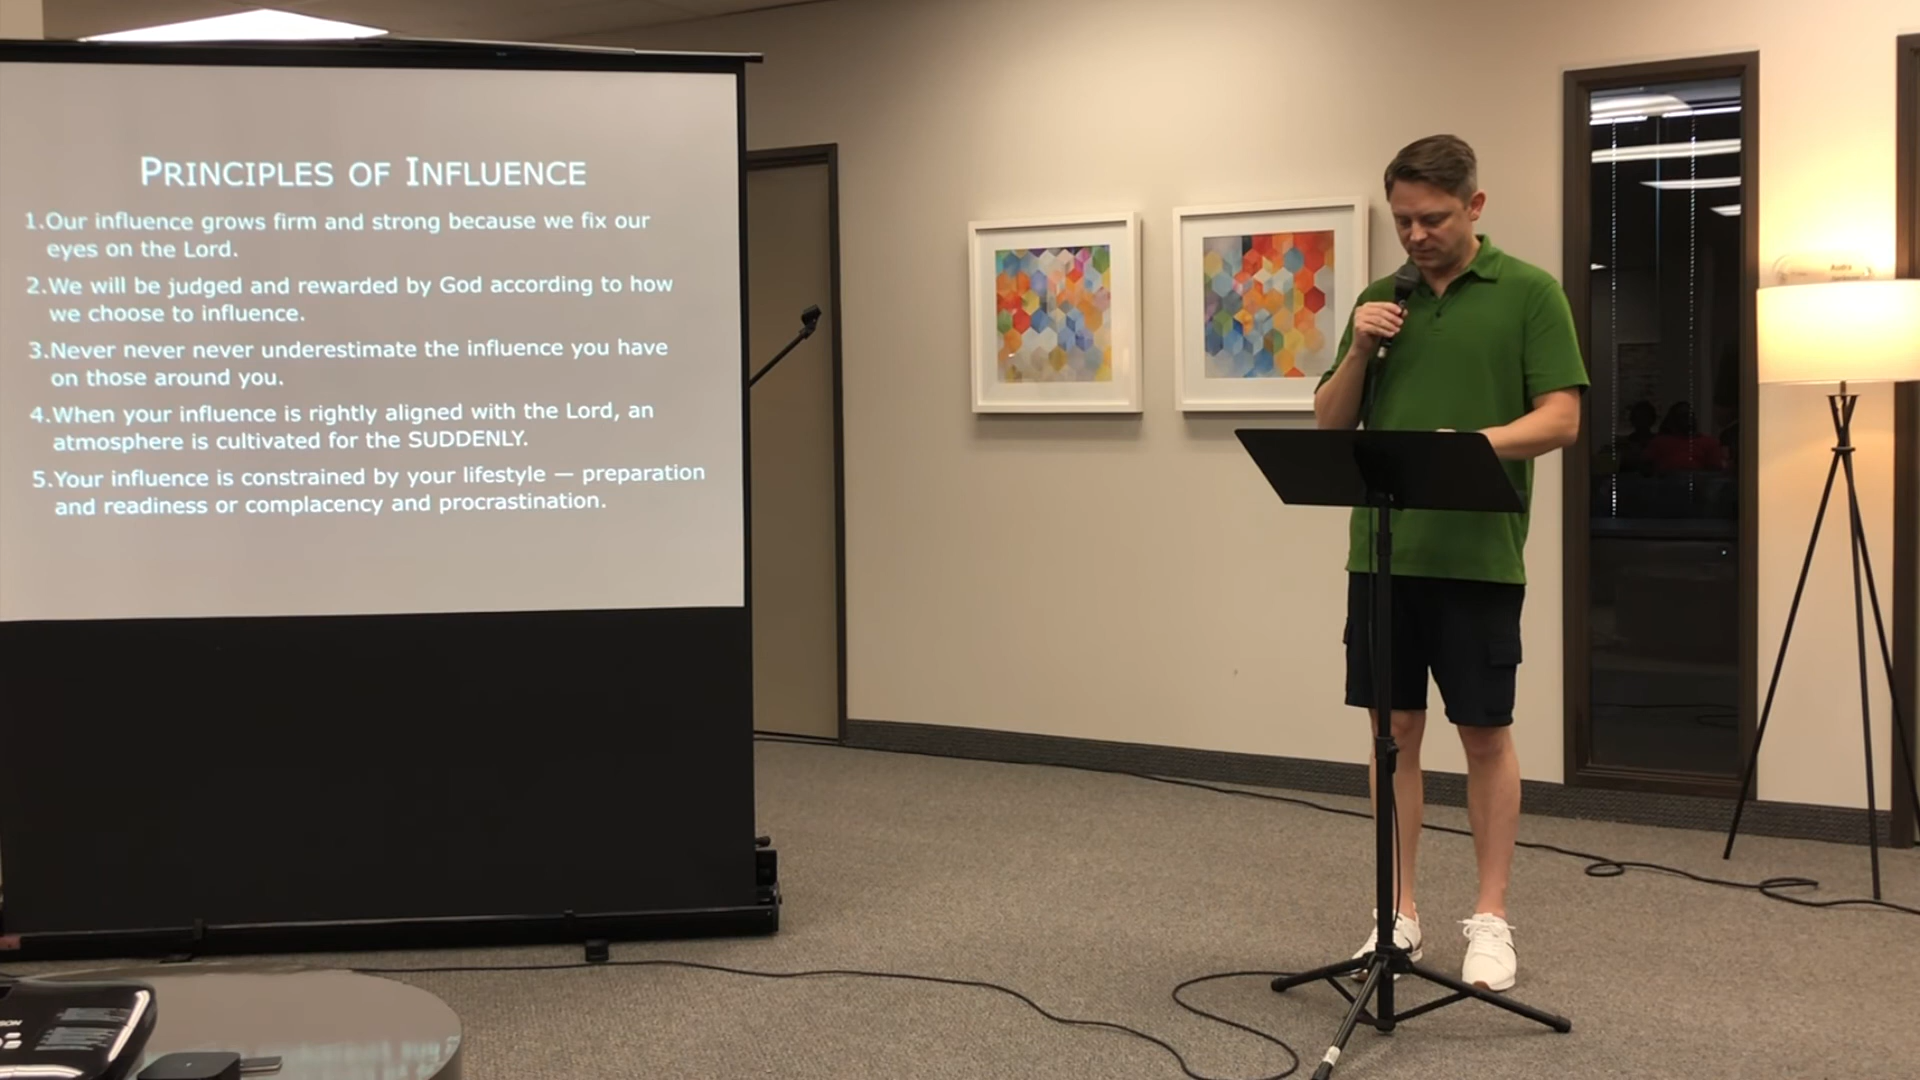 PRINCIPLES OF INFLUENCE
1.Our influence grows firm and strong because we fix our
eyes on the Lord.
2.We will be judged and rewarded by God according to how
we choose to influence.
3.Never never never underestimate the influence you have
on those around you.
4.When your influence is rightly aligned with the Lord, an
atmosphere is cultivated for the SUDDENLY.
5.Your influence is constrained by your lifestyle — preparation
and readiness or complacency and procrastination.